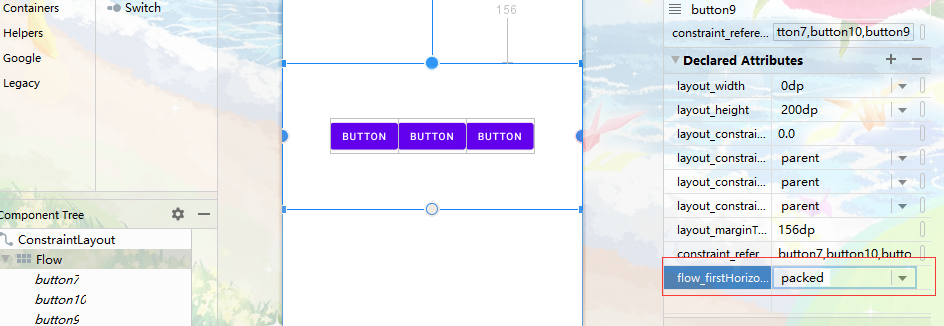 Containers
Helpers
Google
Legacy
Switch
Component Tree
ConstraintLayout
Flow
button7
button10
button9
156
BUTTON BUTTON BUTTON
button9
constraint_refere... tton7,button10,button9
Declared Attributes
layout_width 0dp
layout_height 200dp
layout_constrai... 0.0
layout_constrai... parent
layout_constrai... parent
layout_constrai... parent
layout_marginT... 156dp
constraint_refer button7,button10,butto
flow_firstHorizo... packed